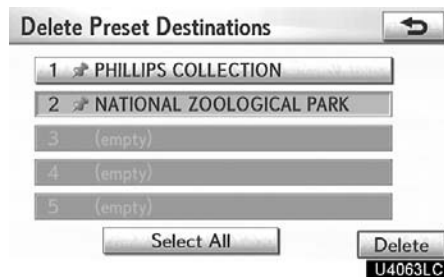 Delete Preset Destinations
1 PHILLIPS COLLECTION
2 NATIONAL ZOOLOGICAL PARK
3 (empty)
4 (empty)
5 (empty)
Select All
Delete
U4063LC